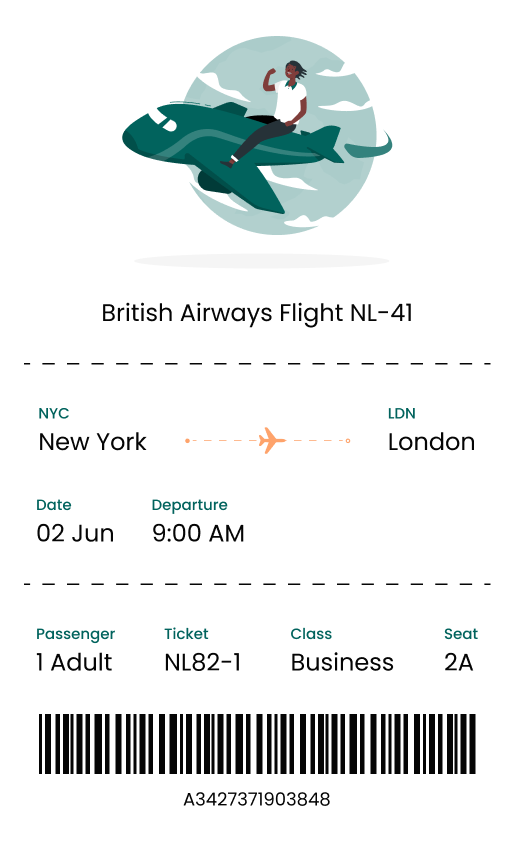 British Airways Flight NL-41
NYC
LDN
New York
London
Date
Departure
02 Jun
9:00 AM
Passenger
Ticket
Class
Seat
1 Adult
NL82-1
Business
2A
A3427371903848